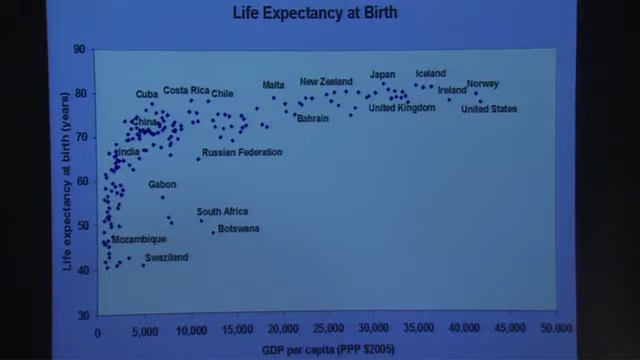 Life Expectancy at Birth
90
80
70
60
50
40
30
Life expectancy at birth (years)
Cuba
Costa Rica
Chile
Malta
New Zealand
Japan
Iceland
Ireland
Norway
United States
United Kingdom
Bahrain
China
India
Russian Federation
Gabon
South Africa
Botswana
Mozambique
Swaziland
0
5,000
10,000
15,000
20,000
25,000
30,000
35,000
40,000
45,000
50.000
GDP per capita (PPP $2005)